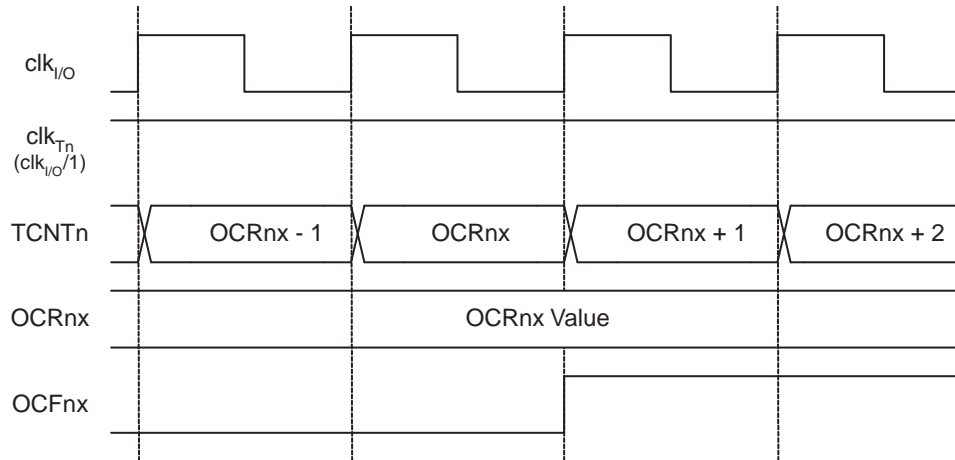 clkI/O
clkTn
(clkI/O/1)
TCNTn OCRnx - 1 OCRnx OCRnx + 1 OCRnx + 2
OCRnx OCRnx Value
OCFnx